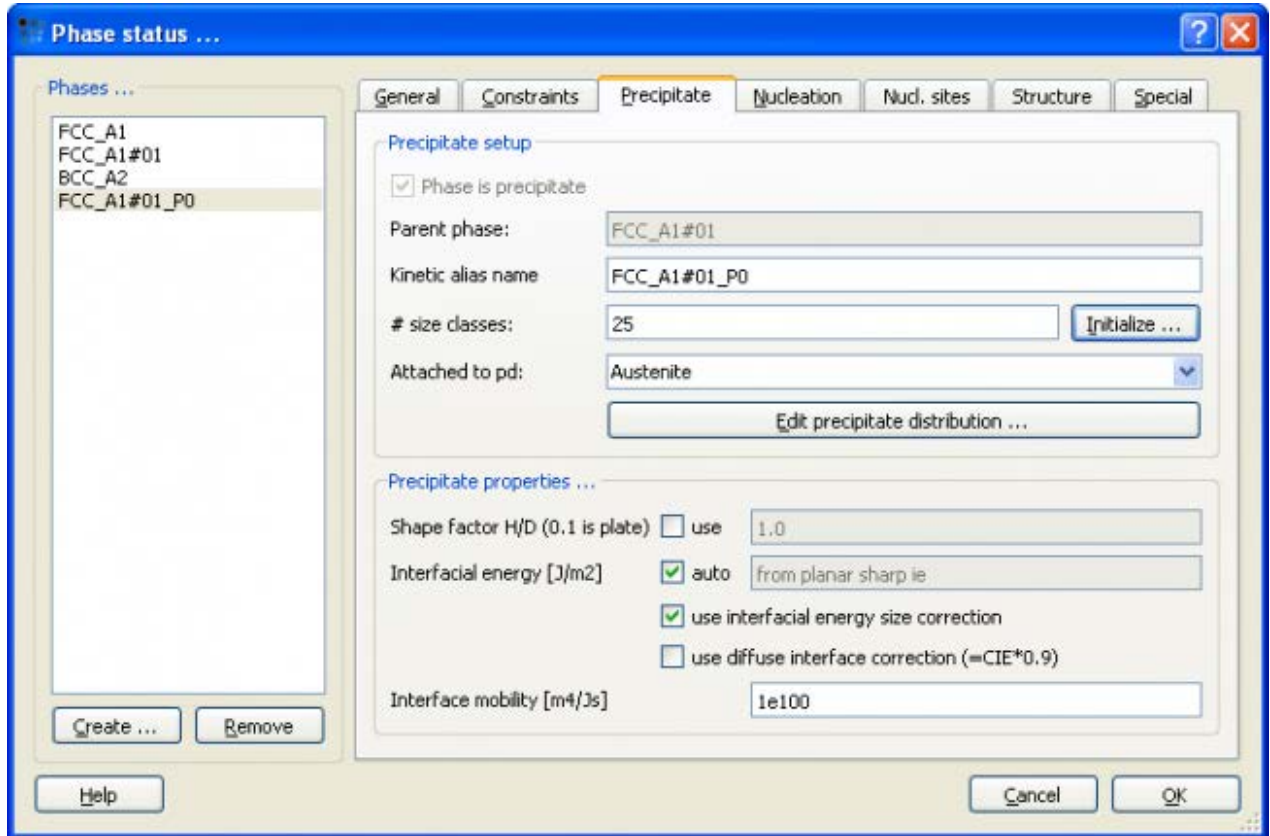 Phase status ...
Phases ...
FCC_A1
FCC_A1#01
BCC_A2
FCC_A1#01_P0
Create ...
Remove
General
Constraints
Precipitate
Nucleation
Nucl. sites
Structure
Special
Precipitate setup
Phase is precipitate
Parent phase: FCC_A1#01
Kinetic alias name FCC_A1#01_P0
# size classes: 25 Initialize ...
Attached to pd: Austenite
Edit precipitate distribution ...
Precipitate properties ...
Shape factor H/D (0.1 is plate) use 1.0
Interfacial energy [J/m2] auto from planar sharp ie
use interfacial energy size correction
use diffuse interface correction (=CIE*0.9)
Interface mobility [m4/Js] 1e100
Help
Cancel
OK